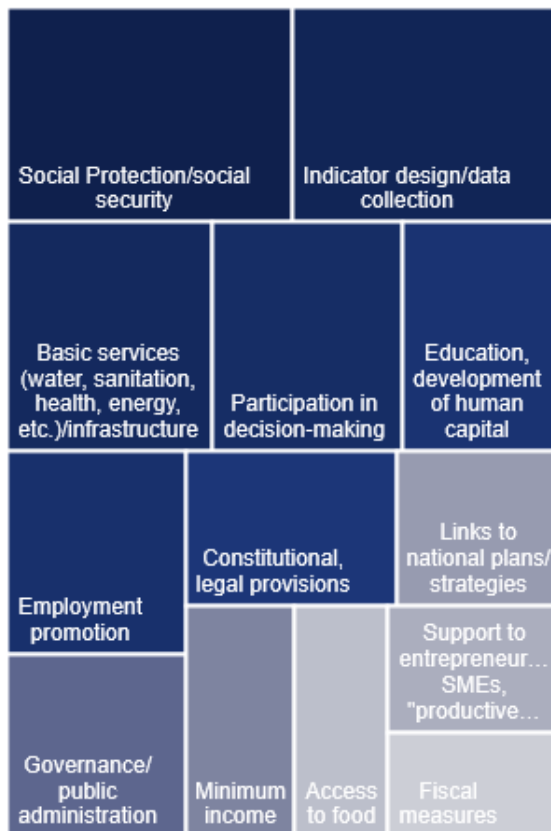 Social Protection/social
security
Indicator design/data
collection
Basic services
(water, sanitation,
health, energy,
etc.)/infrastructure
Participation in
decision-making
Education,
development
of human
capital
Employment
promotion
Constitutional,
legal provisions
Links to
national plans/
strategies
Governance/
public
administration
Minimum
income
Access
to food
Support to
entrepreneur…
SMEs,
"productive…
Fiscal
measures